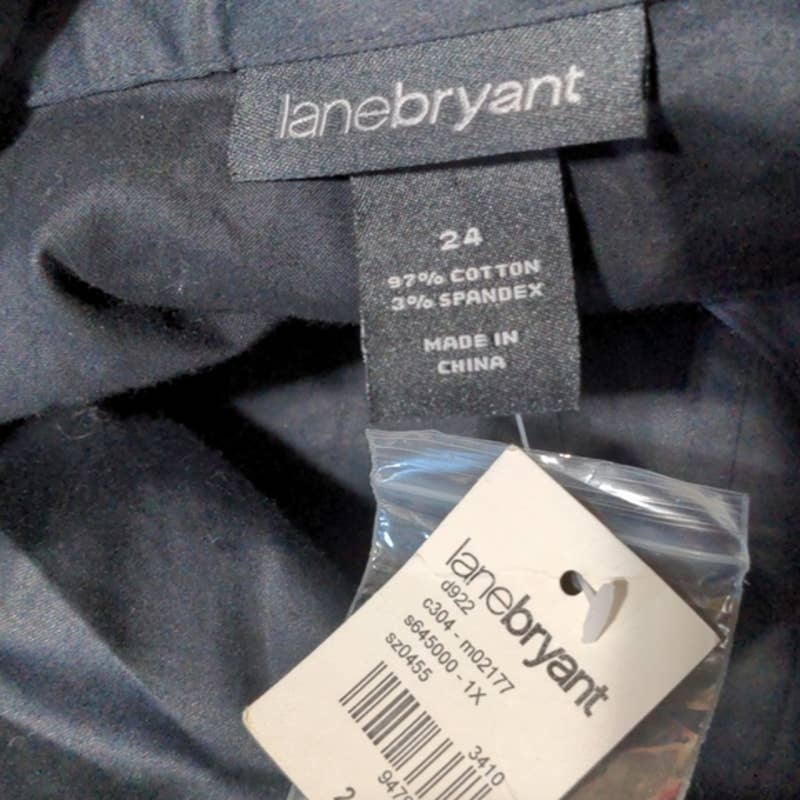 lanebryant
24
97% COTTON
3% SPANDEX
MADE IN
CHINA
lanebryant
d922
c304 - m02177
s645000 - 1X
sz0455
3410